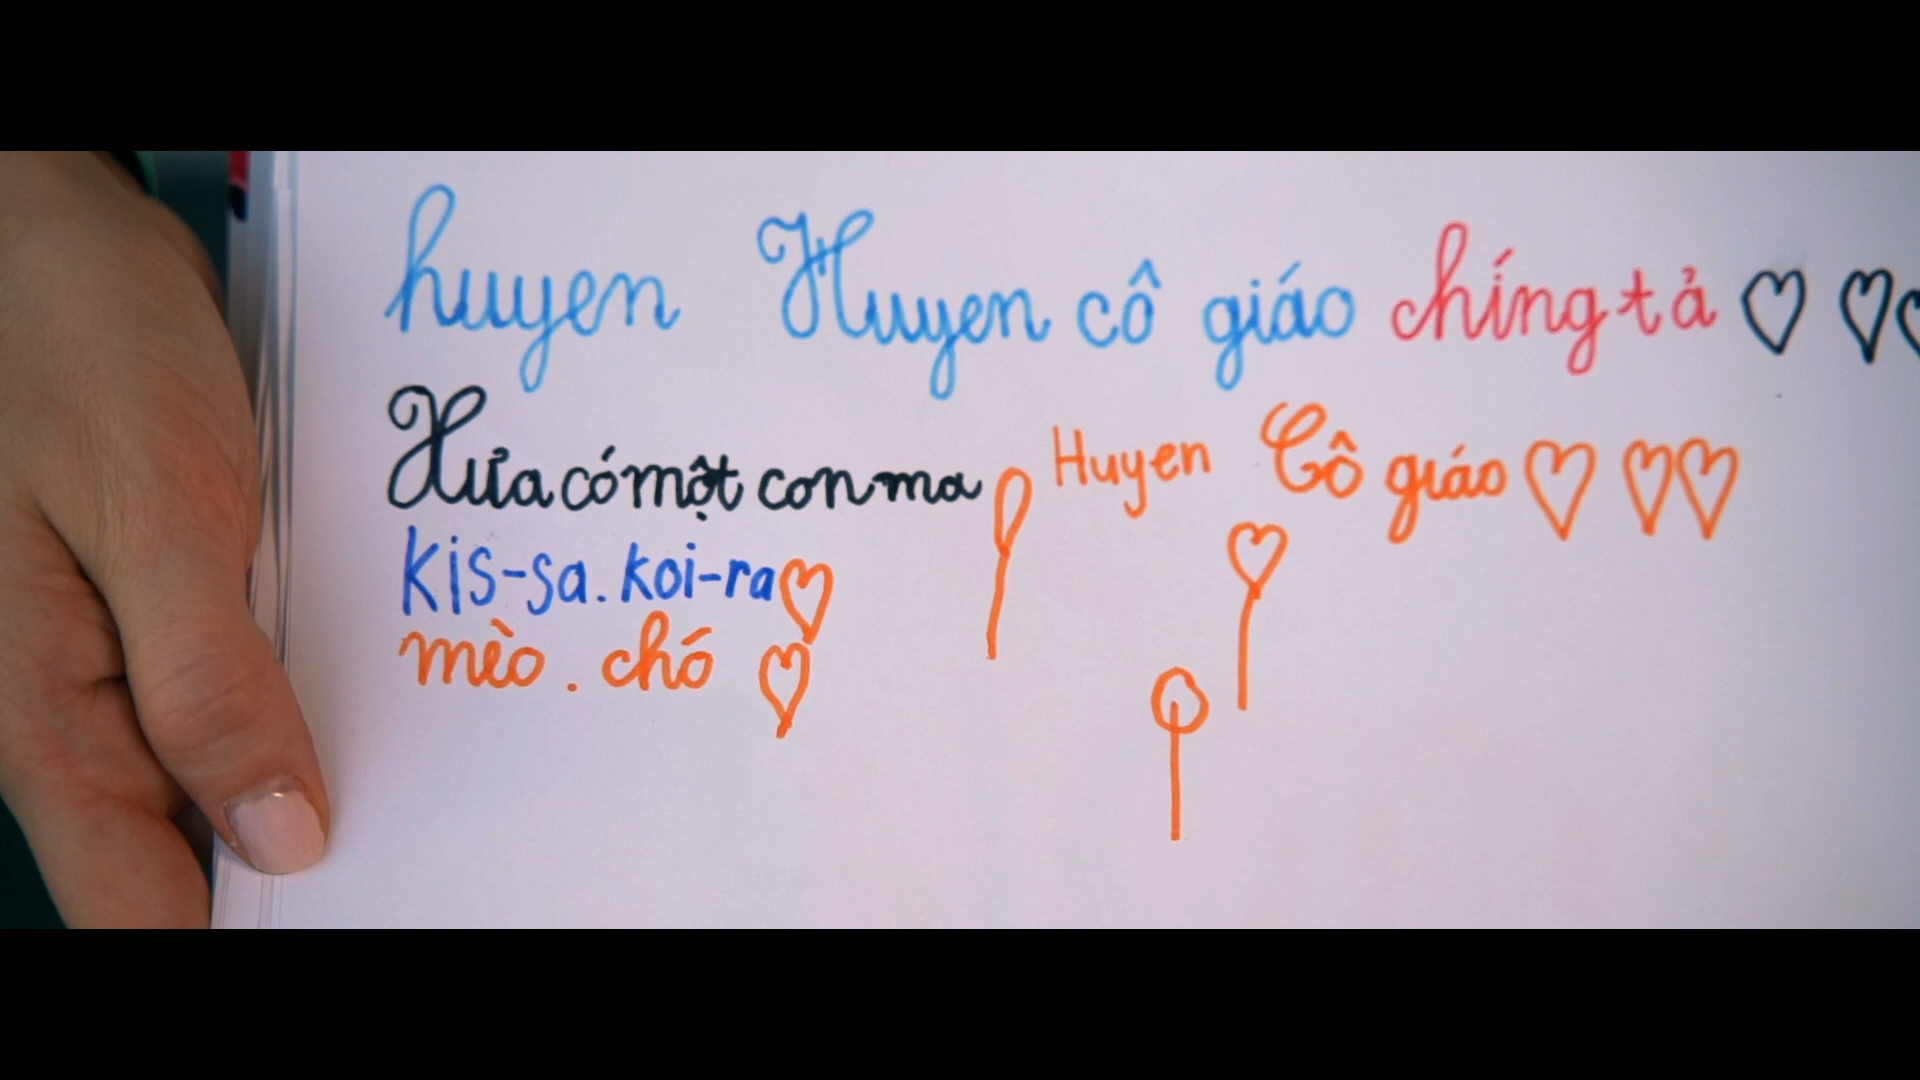 huyen Huyen cô giáo chíng tả
Xưa có một con ma Huyen Cô giáo
kis-sa. koi-ra
mèo. chó